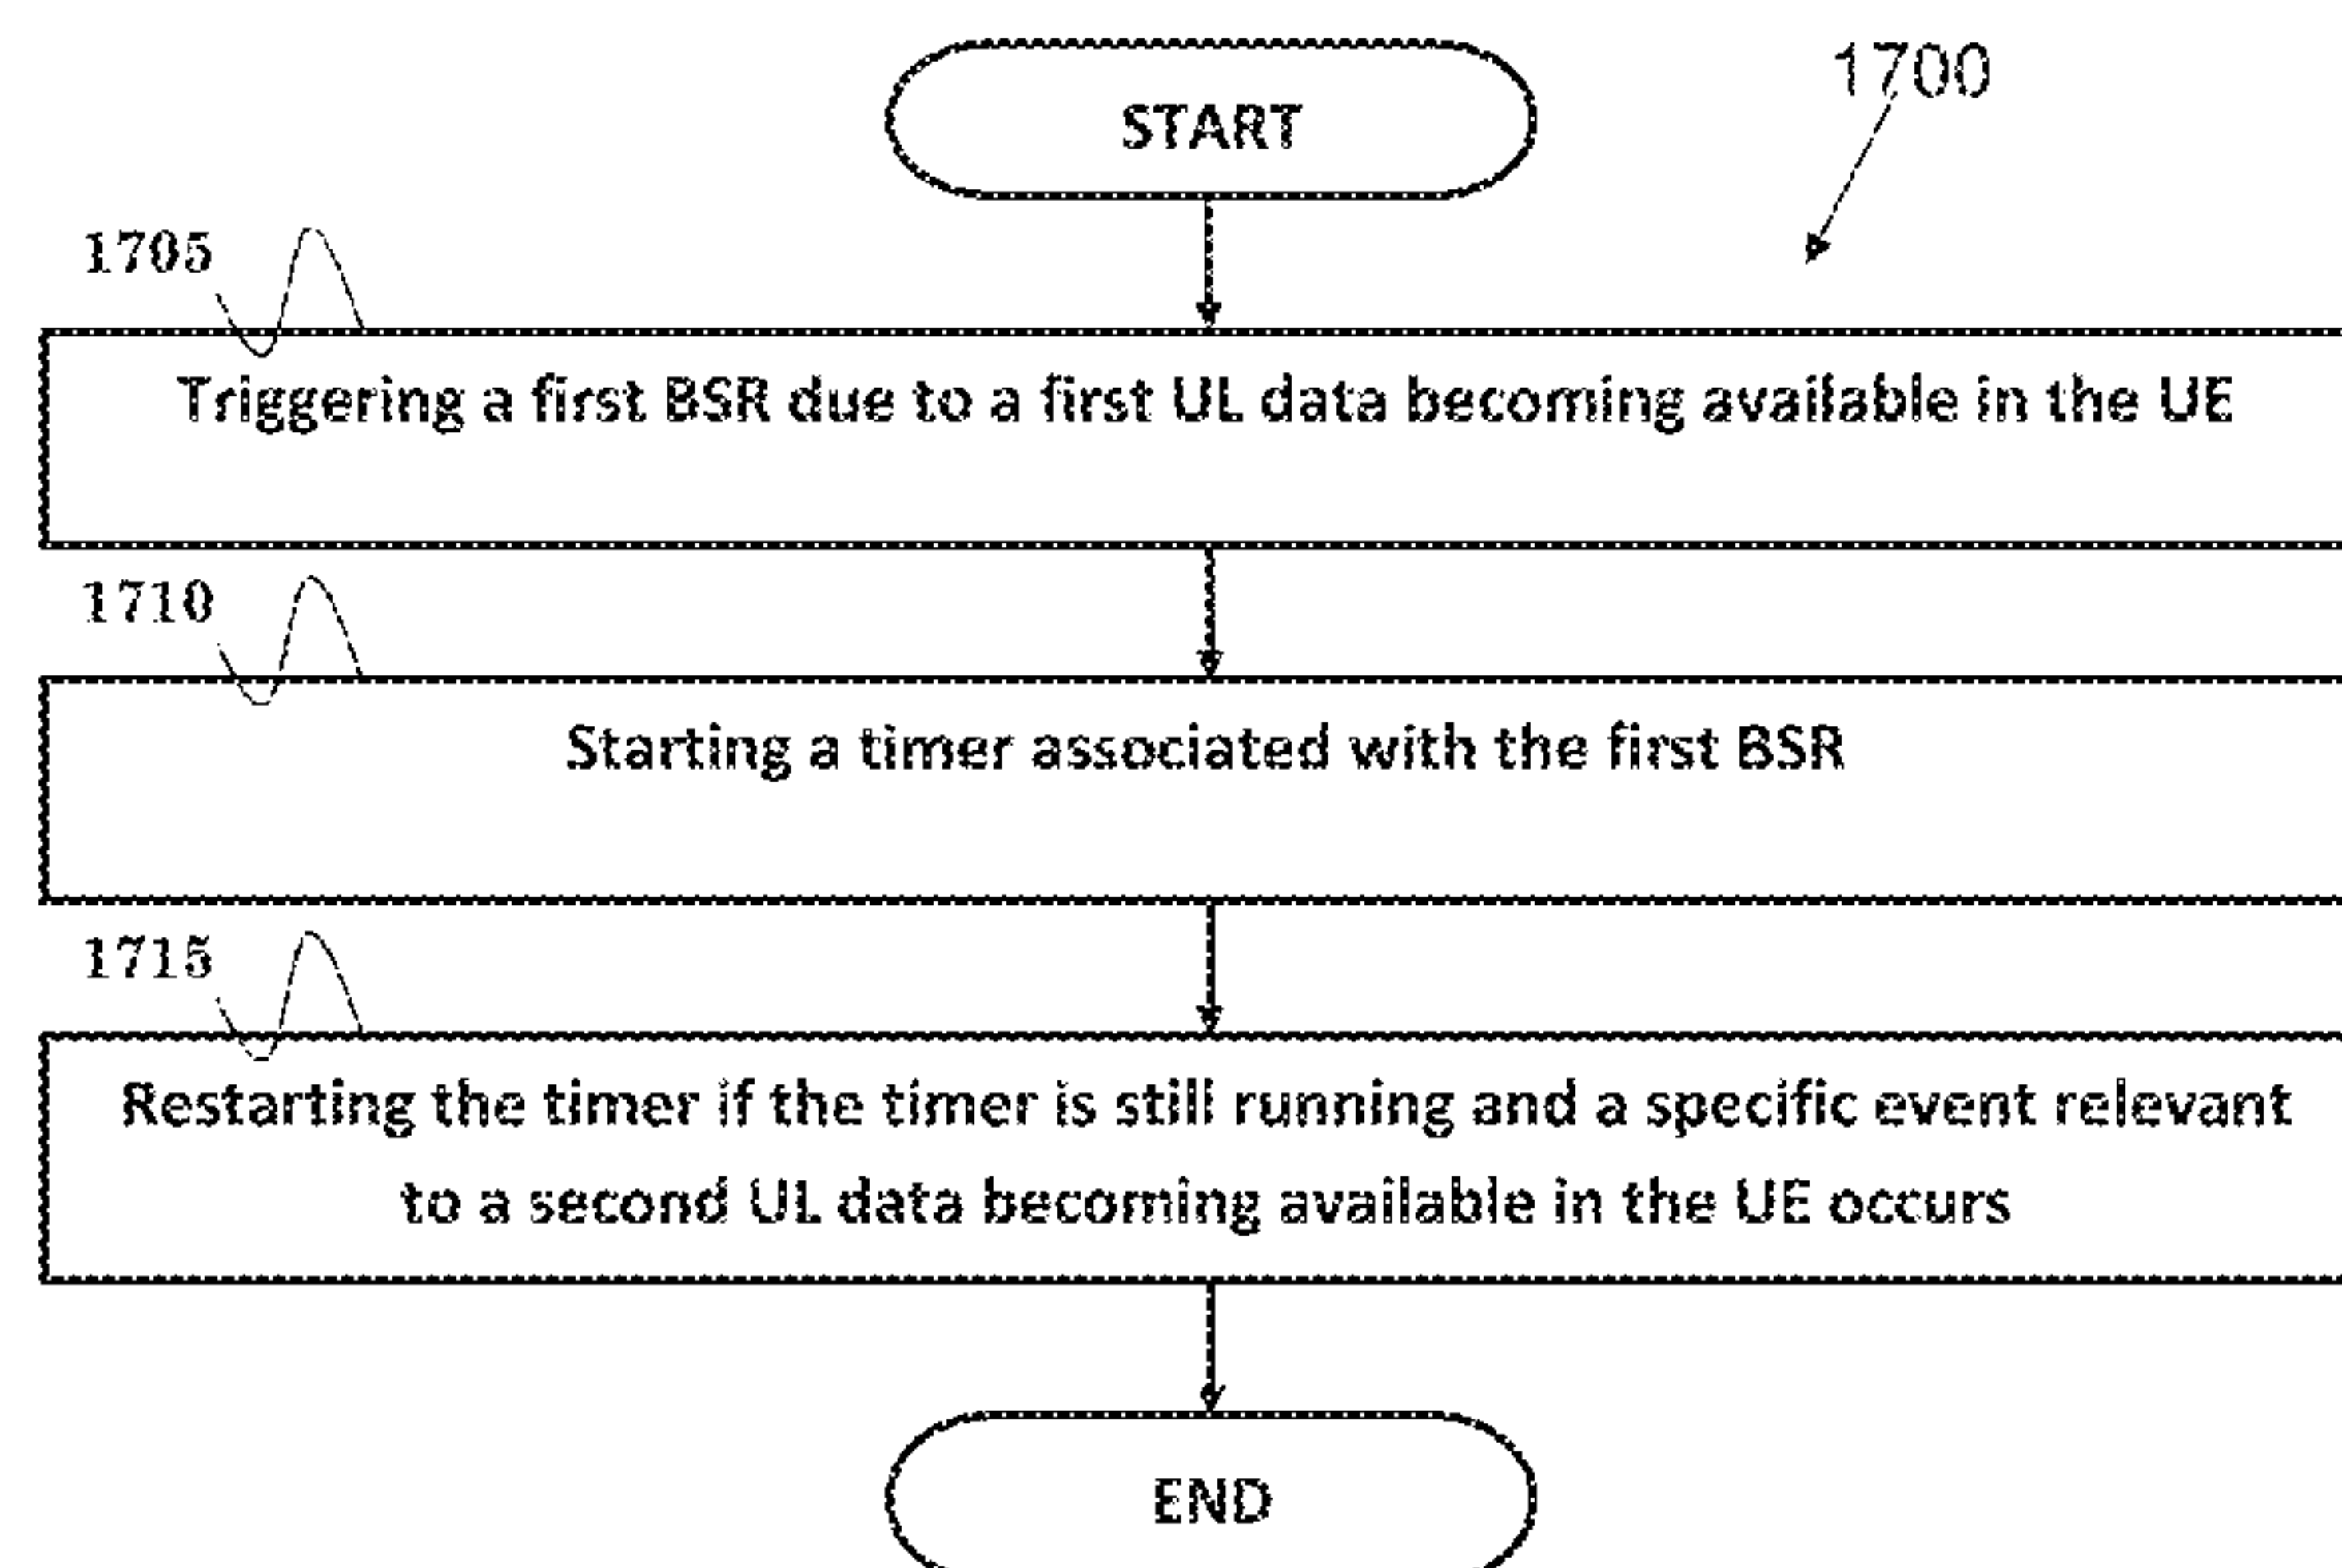 START
1700
1705
Triggering a first BSR due to a first UL data becoming available in the UE
1710
Starting a timer associated with the first BSR
1715
Restarting the timer if the timer is still running and a specific event relevant
to a second UL data becoming available in the UE occurs
END